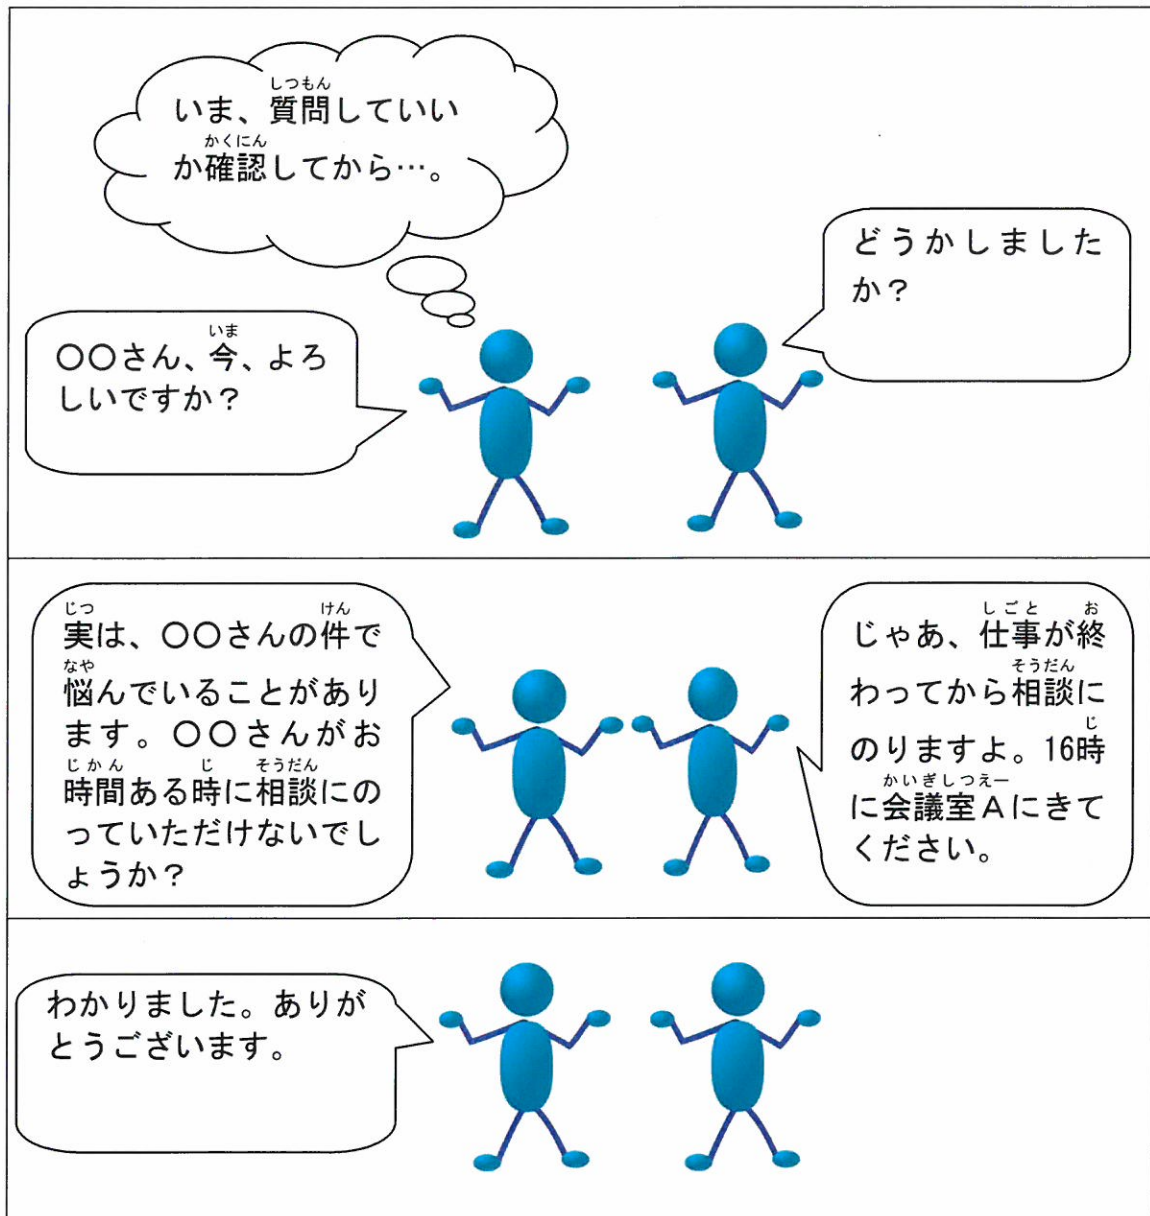 いま、質問していい
か確認してから…。
〇〇さん、今、よろ
しいですか？
どうかしました
か？
実は、〇〇さんの件で
悩んでいることがあり
ます。〇〇さんがお
時間ある時に相談にの
っていただけないでし
ょうか？
じゃあ、仕事が終
わってから相談に
のりますよ。16時
に会議室Aにきて
ください。
わかりました。ありが
とうございます。